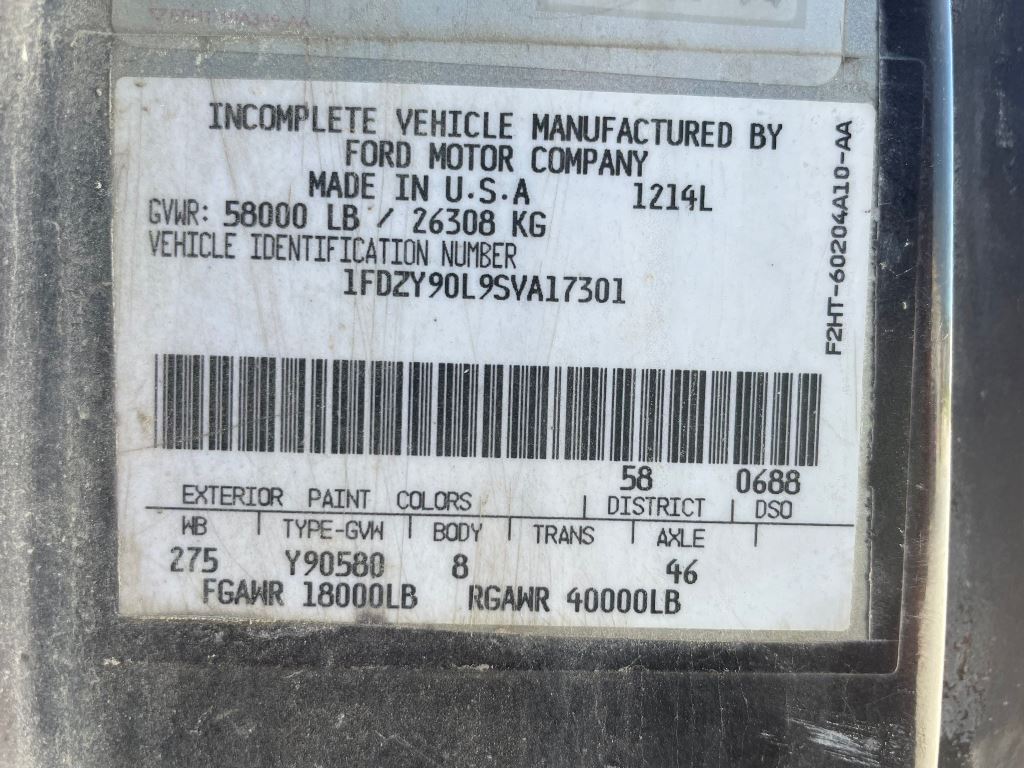 INCOMPLETE VEHICLE MANUFACTURED BY
FORD MOTOR COMPANY
MADE IN U.S.A 1214L
GVWR: 58000 LB / 26308 KG
VEHICLE IDENTIFICATION NUMBER
1FDZY90L9SVA17301
F2HT-60204A10-AA
58 0688
EXTERIOR PAINT COLORS DISTRICT DSO
WB TYPE-GVW BODY TRANS AXLE
275 Y90580 8 46
FGAWR 18000LB RGAWR 40000LB